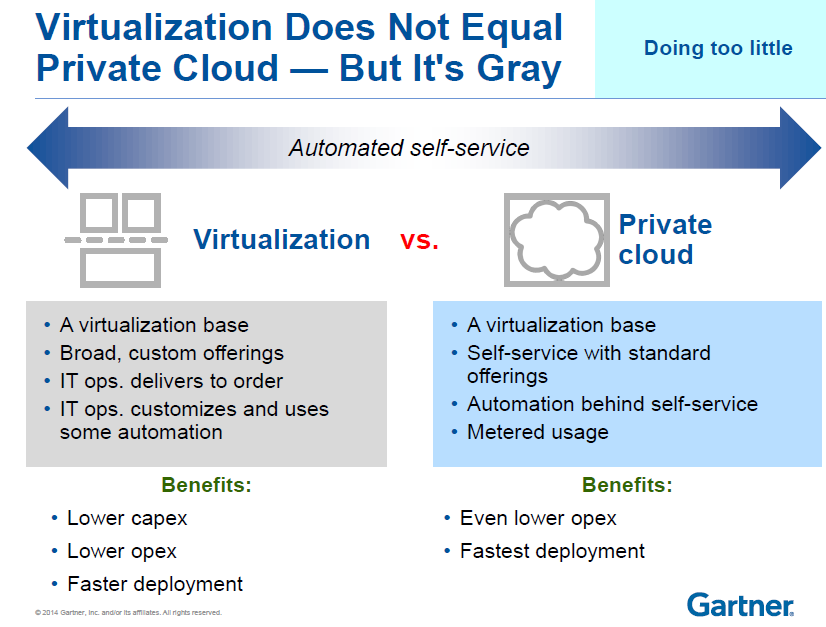 Virtualization Does Not Equal
Private Cloud — But It's Gray
Doing too little
Automated self-service
Virtualization
vs.
Private
cloud
• A virtualization base
• Broad, custom offerings
• IT ops. delivers to order
• IT ops. customizes and uses
some automation
• A virtualization base
• Self-service with standard
offerings
• Automation behind self-service
• Metered usage
Benefits:
• Lower capex
• Lower opex
• Faster deployment
Benefits:
• Even lower opex
• Fastest deployment
© 2014 Gartner, Inc. and/or its affiliates. All rights reserved.
Gartner®